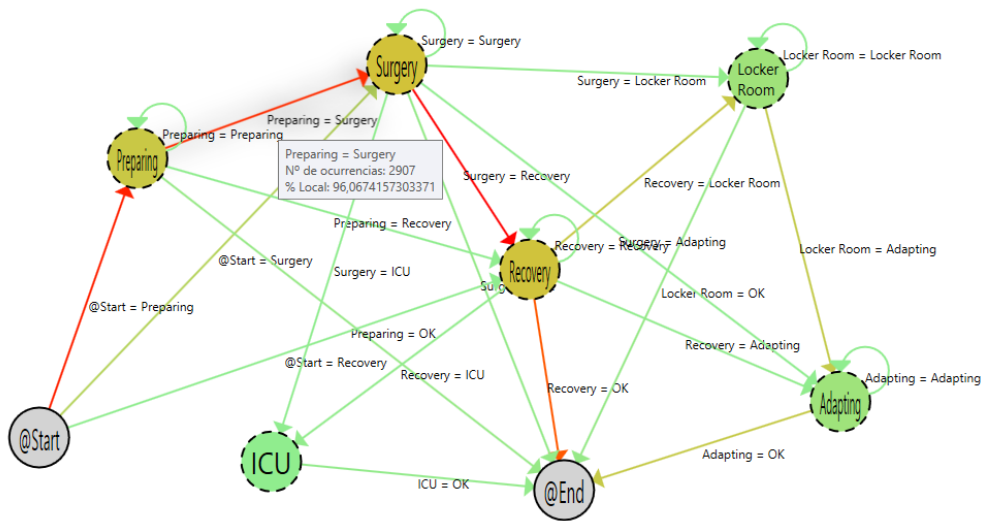 Surgery = Surgery
Surgery
Locker Room = Locker Room
Locker
Room
Surgery = Locker Room
Preparing = Surgery
Preparing = Preparing
Preparing
Preparing = Surgery
Nº de ocurrencias: 2907
% Local: 96,0674157303371
Surgery = Recovery
Recovery = Locker Room
Preparing = Recovery
Surgery = Adapting
Recovery = Recovery
Locker Room = Adapting
@Start = Surgery
Recovery
Surgery = ICU
Locker Room = OK
@Start = Preparing
Preparing = OK
Recovery = Adapting
@Start = Recovery
Recovery = ICU
Adapting = Adapting
Recovery = OK
Adapting
@Start
Adapting = OK
ICU
ICU = OK
@End